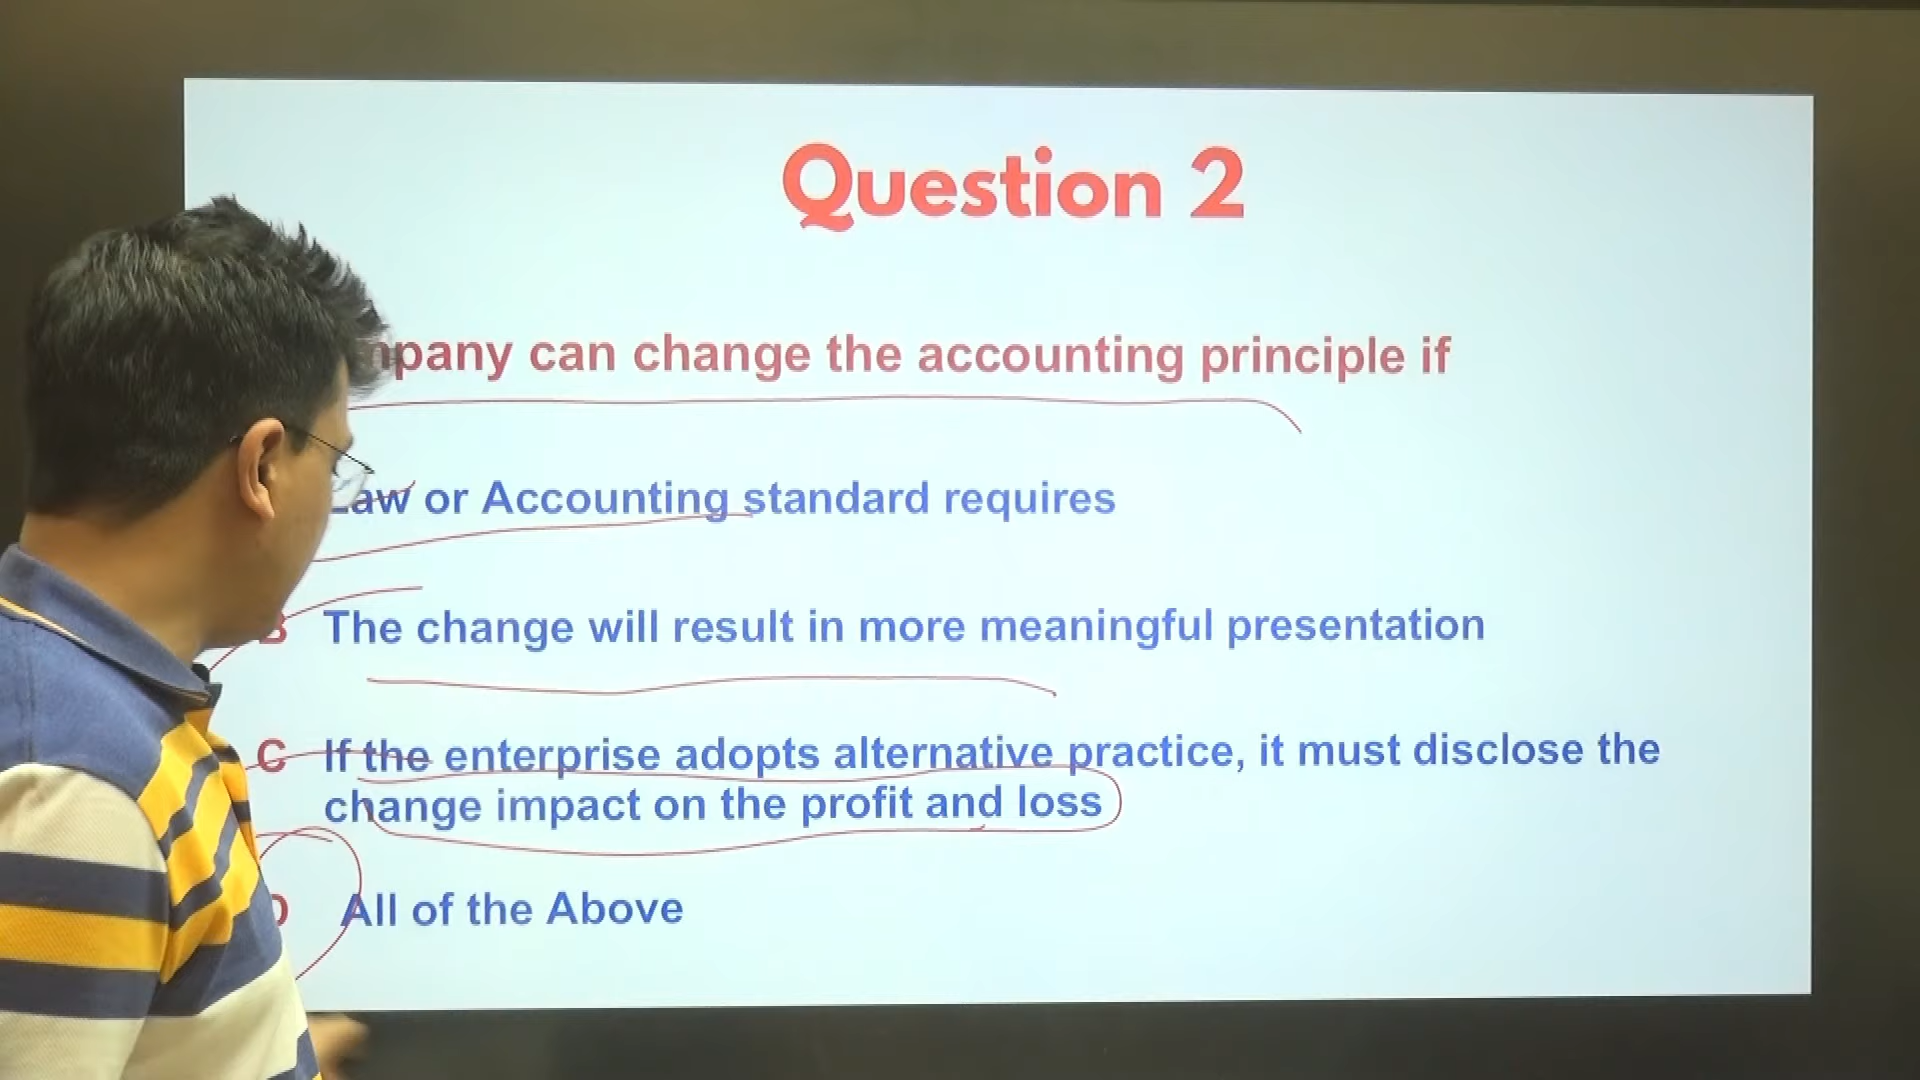 Question 2
mpany can change the accounting principle if
Law or Accounting standard requires
B The change will result in more meaningful presentation
C If the enterprise adopts alternative practice, it must disclose the
change impact on the profit and loss
D All of the Above